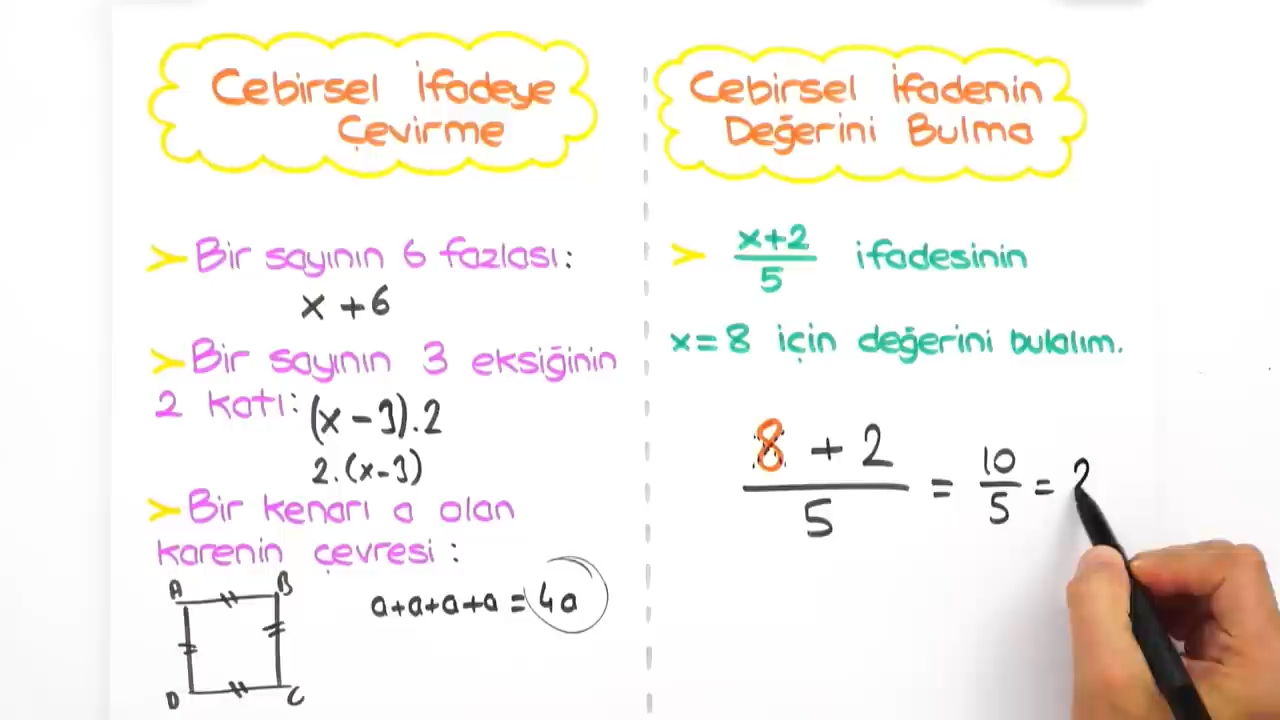 Cebirsel İfadeye
Çevirme
Bir sayının 6 fazlası:
x + 6
Bir sayının 3 eksiğinin
2 katı: (x - 3).2
2.(x-3)
Bir kenarı a olan
karenin çevresi :
A B
D C
a+a+a+a = 4a
Cebirsel İfadenin
Değerini Bulma
x+2
5
ifadesinin
x=8 için değerini bulalım.
8 + 2
5
= 10
5
= 2